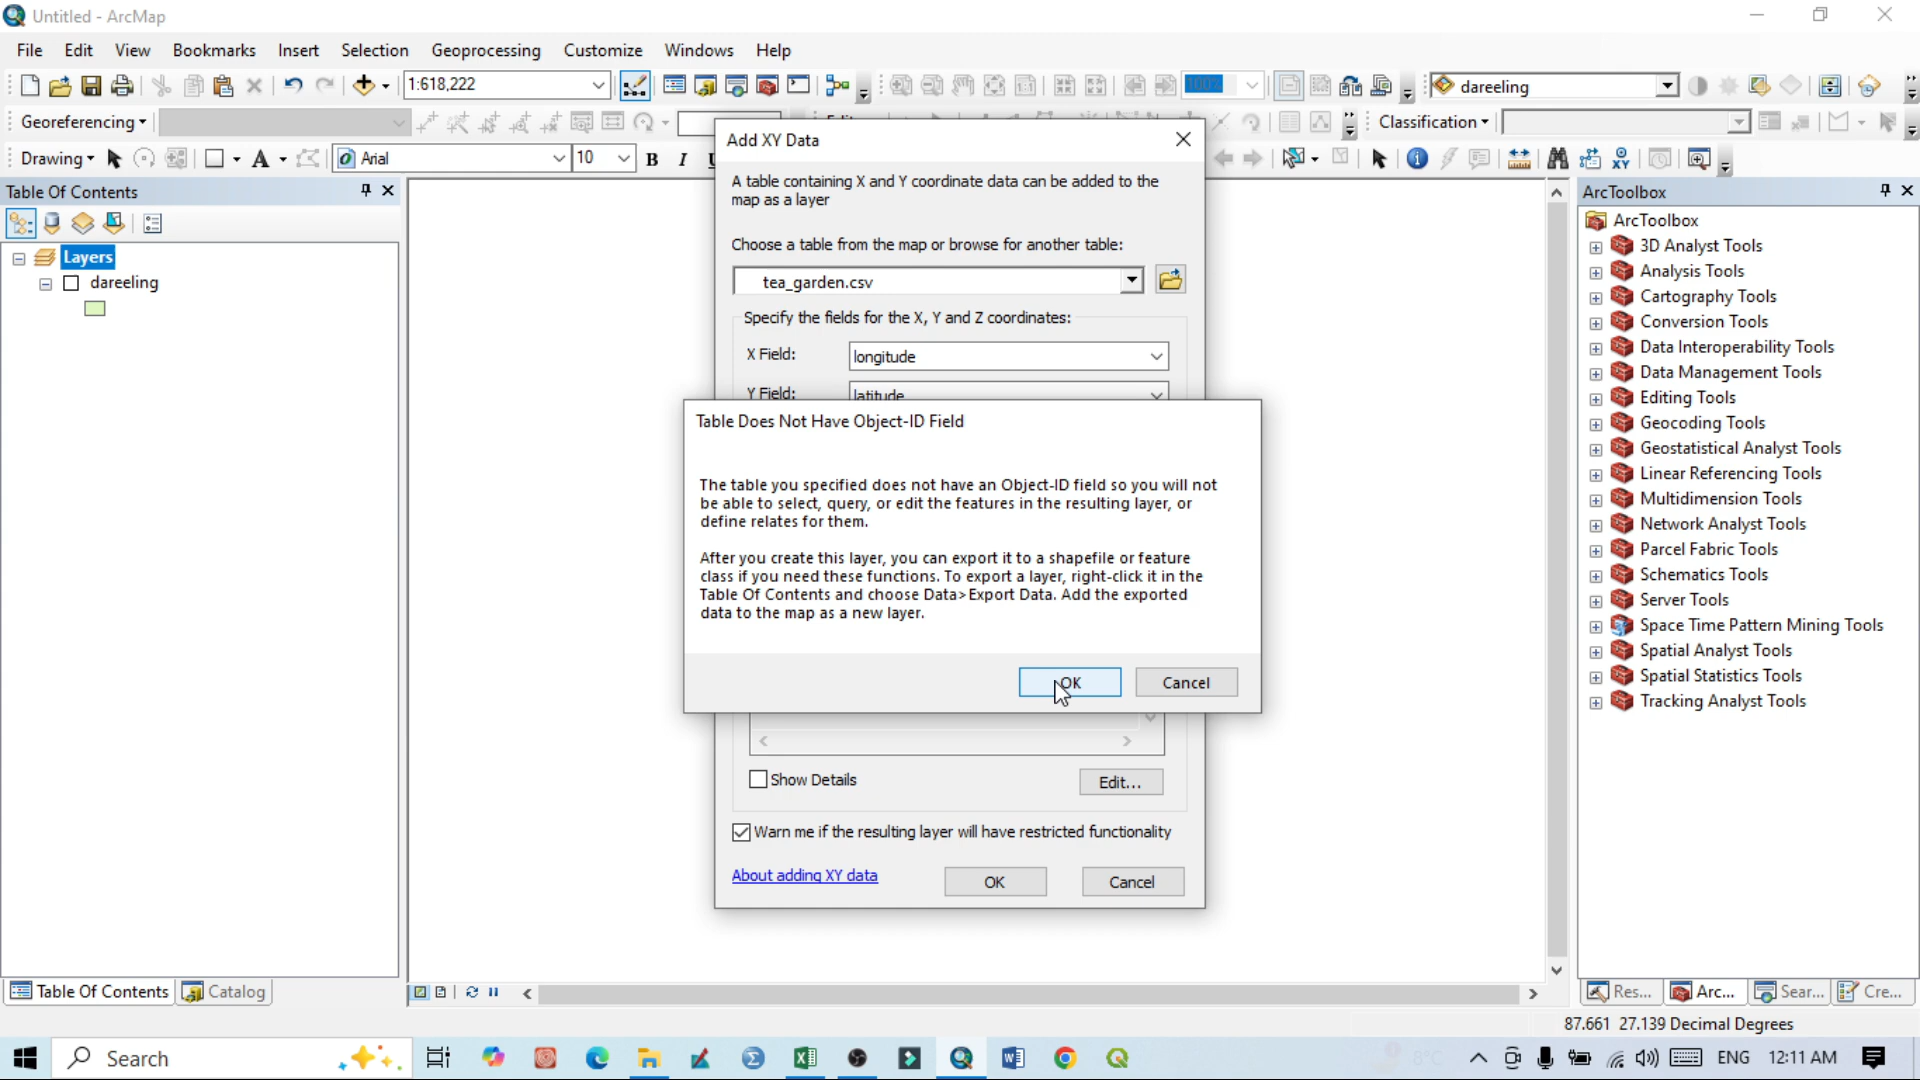 Untitled - ArcMap
File Edit View Bookmarks Insert Selection Geoprocessing Customize Windows Help
1:618,222
100%
dareeling
Georeferencing
Classification
Drawing
Arial
10
B I U
Table Of Contents
Layers
dareeling
Add XY Data
A table containing X and Y coordinate data can be added to the
map as a layer
Choose a table from the map or browse for another table:
tea_garden.csv
Specify the fields for the X, Y and Z coordinates:
X Field:
longitude
Y Field:
latitude
Table Does Not Have Object-ID Field
The table you specified does not have an Object-ID field so you will not
be able to select, query, or edit the features in the resulting layer, or
define relates for them.
After you create this layer, you can export it to a shapefile or feature
class if you need these functions. To export a layer, right-click it in the
Table Of Contents and choose Data>Export Data. Add the exported
data to the map as a new layer.
OK
Cancel
Show Details
Edit...
Warn me if the resulting layer will have restricted functionality
About adding XY data
OK
Cancel
ArcToolbox
ArcToolbox
3D Analyst Tools
Analysis Tools
Cartography Tools
Conversion Tools
Data Interoperability Tools
Data Management Tools
Editing Tools
Geocoding Tools
Geostatistical Analyst Tools
Linear Referencing Tools
Multidimension Tools
Network Analyst Tools
Parcel Fabric Tools
Schematics Tools
Server Tools
Space Time Pattern Mining Tools
Spatial Analyst Tools
Spatial Statistics Tools
Tracking Analyst Tools
Table Of Contents
Catalog
Res...
Arc...
Sear...
Cre...
87.661 27.139 Decimal Degrees
Search
8°C
ENG
12:11 AM